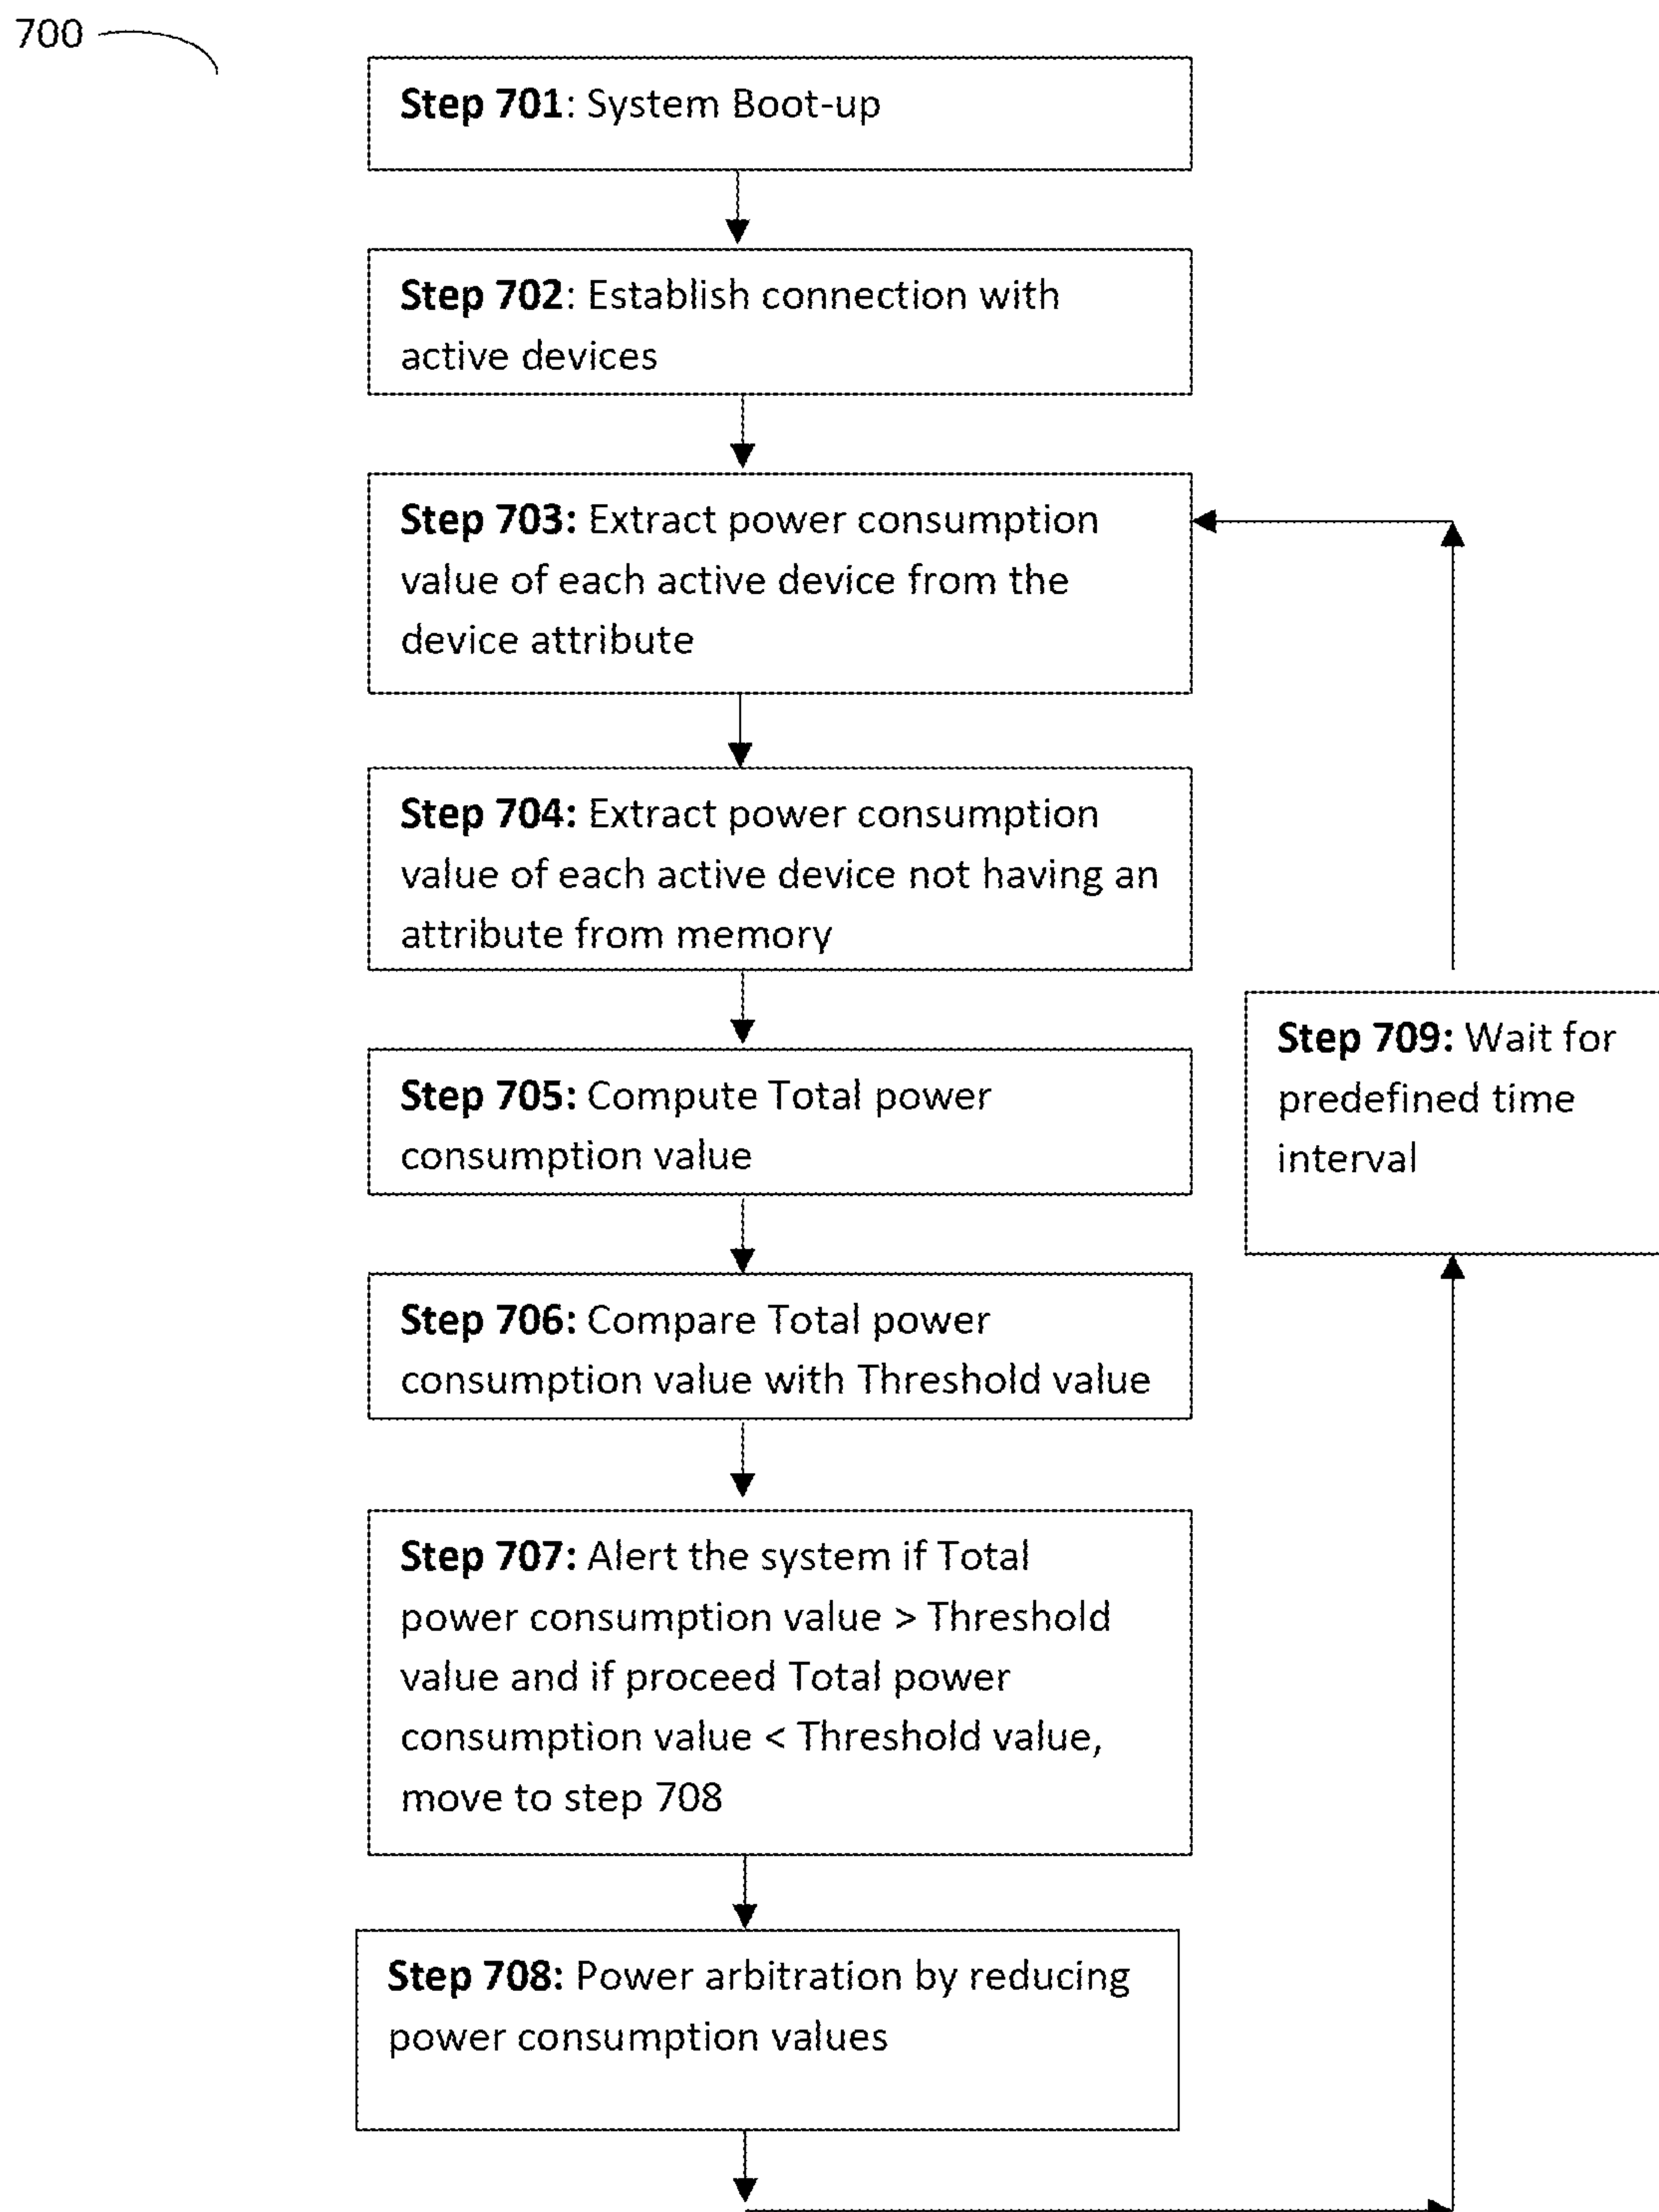 700
Step 701: System Boot-up
Step 702: Establish connection with
active devices
Step 703: Extract power consumption
value of each active device from the
device attribute
Step 704: Extract power consumption
value of each active device not having an
attribute from memory
Step 705: Compute Total power
consumption value
Step 706: Compare Total power
consumption value with Threshold value
Step 707: Alert the system if Total
power consumption value > Threshold
value and if proceed Total power
consumption value < Threshold value,
move to step 708
Step 708: Power arbitration by reducing
power consumption values
Step 709: Wait for
predefined time
interval